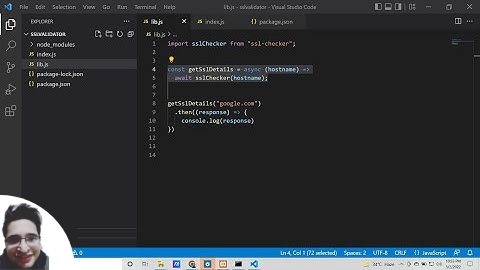 File Edit Selection View Go Run ...
lib.js - sslvalidator - Visual Studio Code
EXPLORER
SSLVALIDATOR
node_modules
index.js
lib.js
package-lock.json
package.json
lib.js
index.js
package.json
lib.js > ...
1 import sslChecker from "ssl-checker";
2
3
4 const getSslDetails = async (hostname) =>
5 await sslChecker(hostname);
6
7
8 getSslDetails("google.com")
9 .then((response) => {
10 console.log(response)
11 })
12
13
14
Ln 4, Col 1 (72 selected) Spaces: 2 UTF-8 CRLF JavaScript
34°C Haze